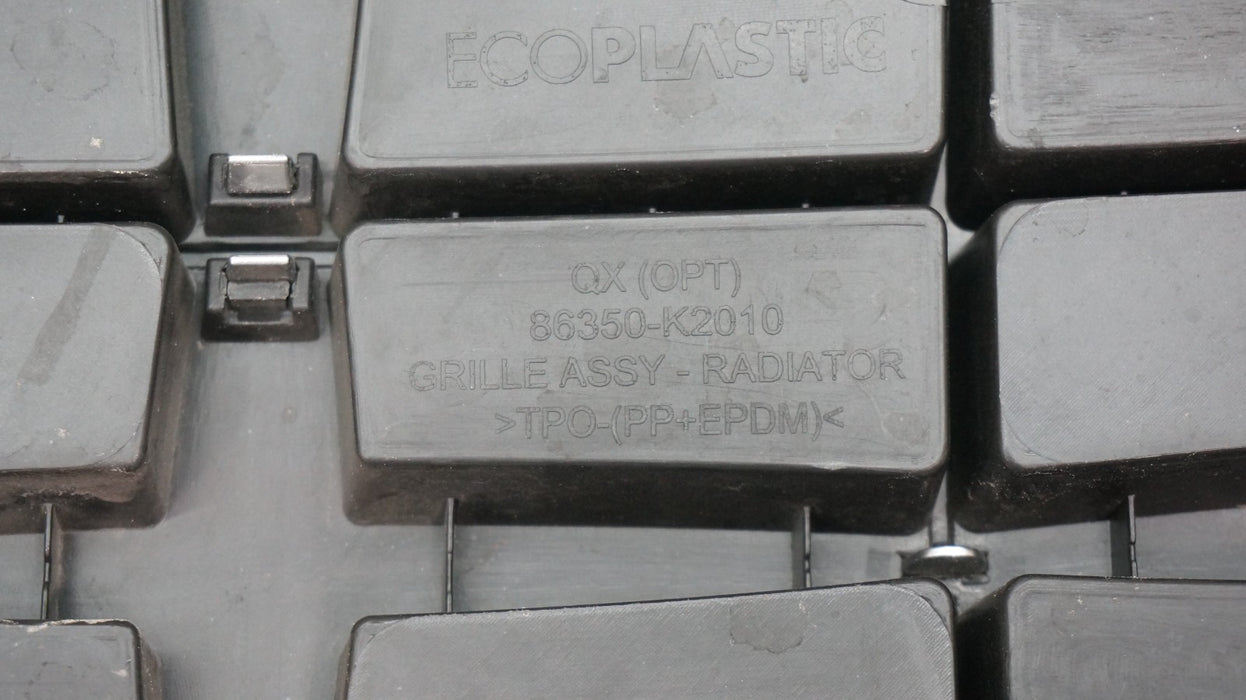 ECOPLASTIC
QX (OPT)
86350-K2010
GRILLE ASSY - RADIATOR
>TPO-(PP+EPDM)<